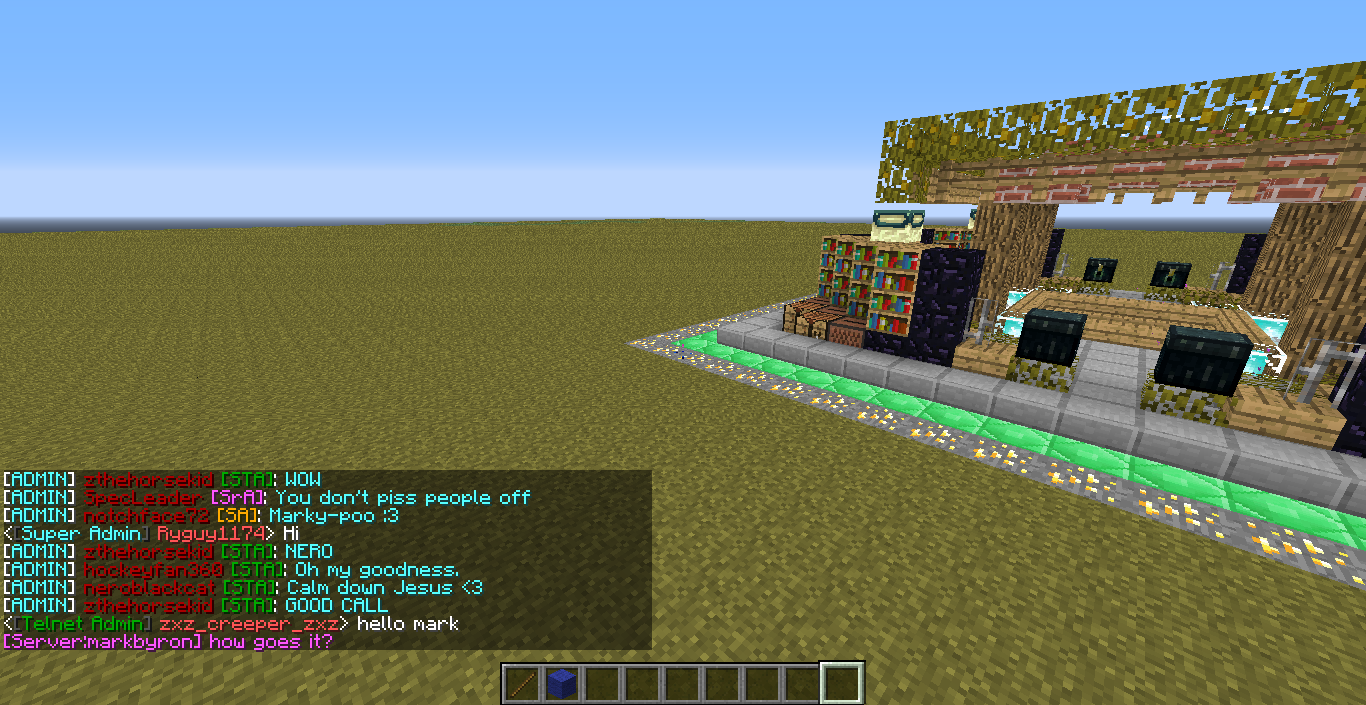 [ADMIN] zthehorsekid [STA]: WOW
[ADMIN] SpecLeader [SrA]: You don't piss people off
[ADMIN] notchface72 [SA]: Marky-poo :3
<[Super Admin] Ryguy1174> Hi
[ADMIN] zthehorsekid [STA]: NERO
[ADMIN] hockeyfan360 [STA]: Oh my goodness.
[ADMIN] neroblackcat [STA]: Calm down Jesus <3
[ADMIN] zthehorsekid [STA]: GOOD CALL
<[Telnet Admin] zxz_creeper_zxz> hello mark
[Server:markbyron] how goes it?